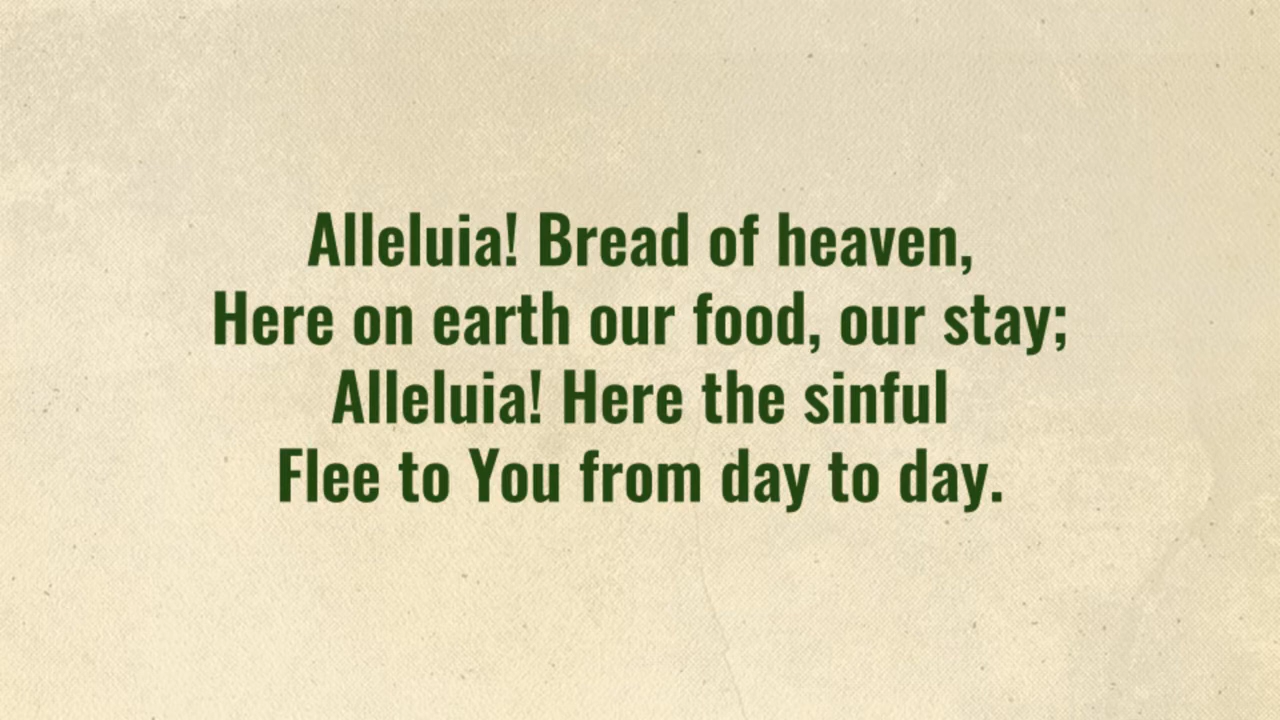 Alleluia! Bread of heaven,
Here on earth our food, our stay;
Alleluia! Here the sinful
Flee to You from day to day.